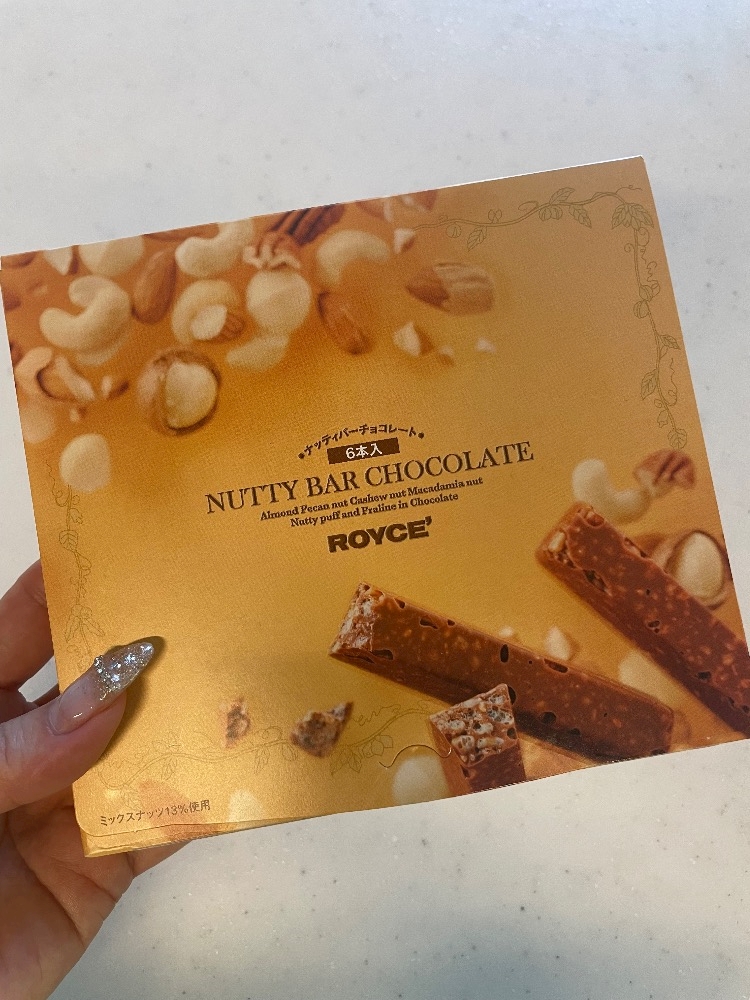 ナッティバーチョコレート
6本入
NUTTY BAR CHOCOLATE
Almond Pecan nut Cashew nut Macadamia nut
Nutty puff and Praline in Chocolate
ROYCE'
ミックスナッツ13%使用